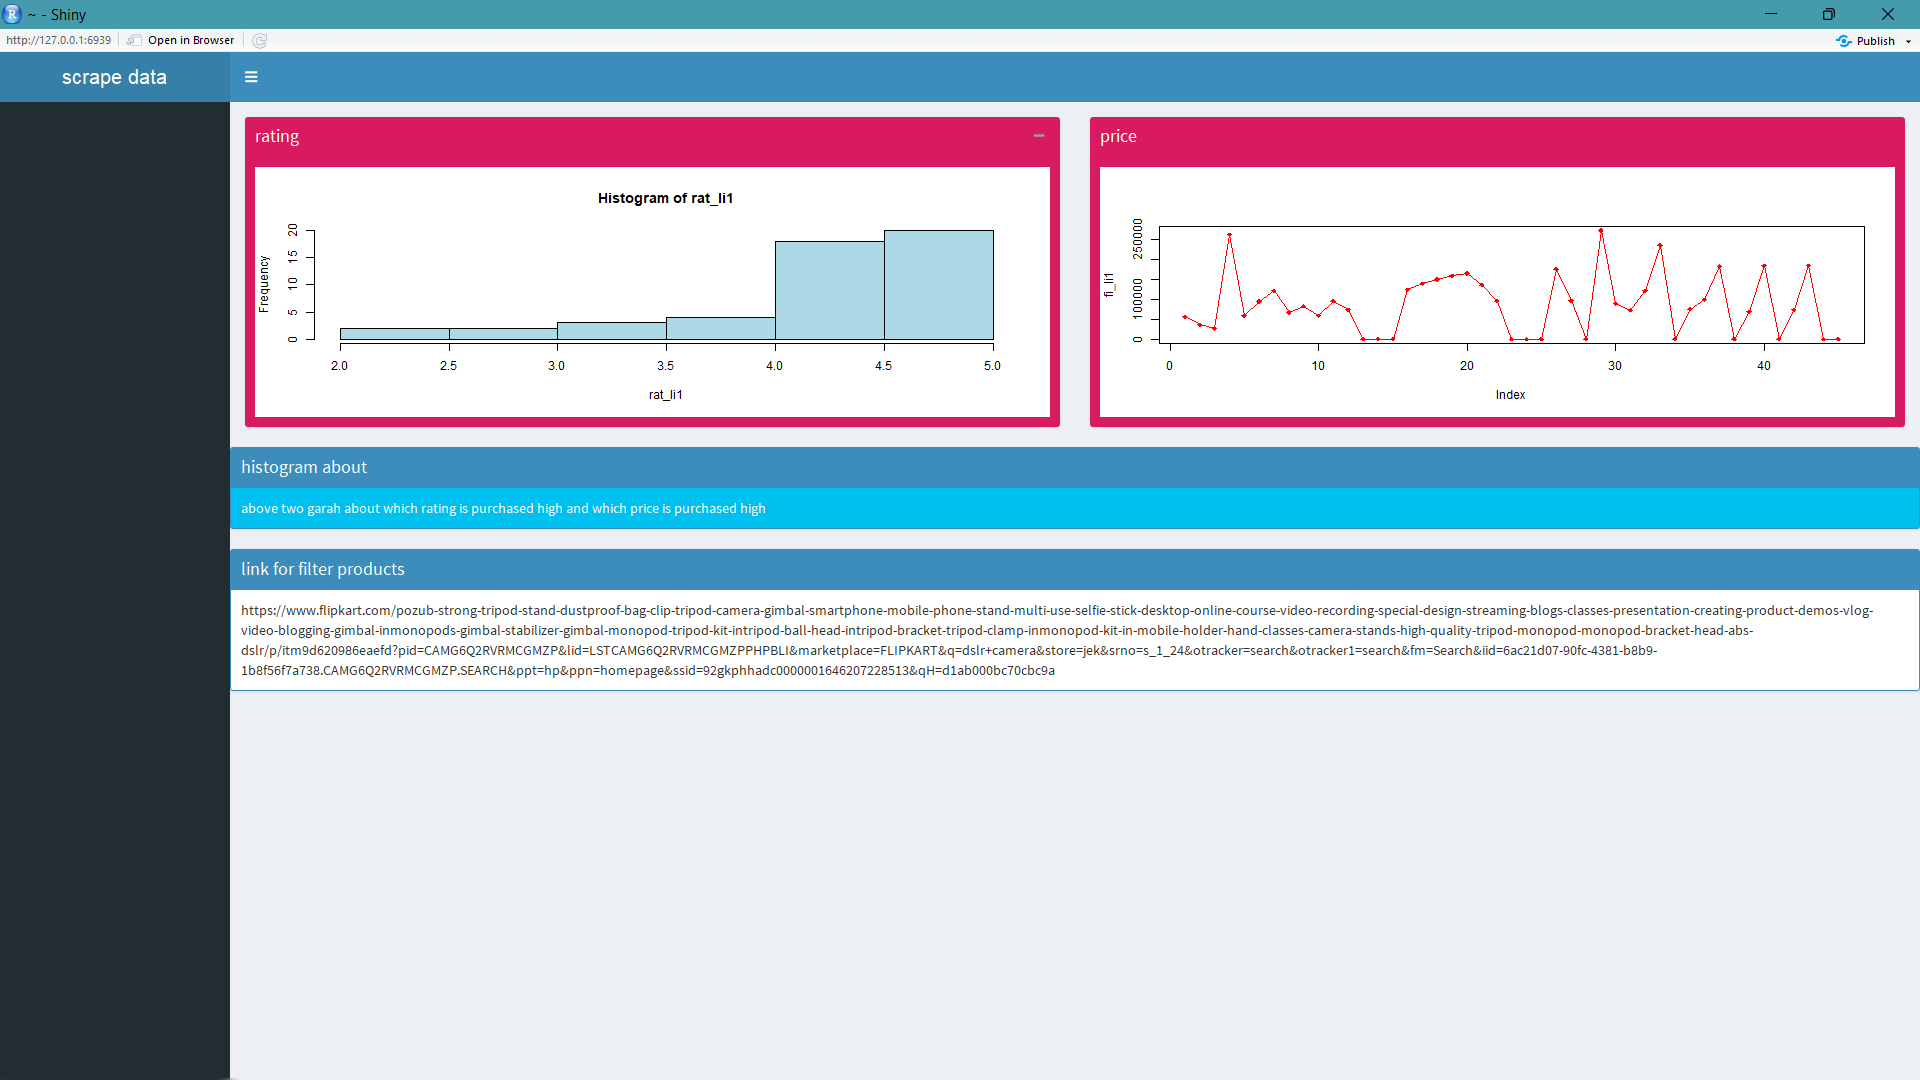 ~ - Shiny
http://127.0.0.1:6939 Open in Browser Publish
scrape data
rating
Histogram of rat_li1
Frequency
0 5 10 15 20
2.0 2.5 3.0 3.5 4.0 4.5 5.0
rat_li1
price
fi_li1
0 100000 250000
0 10 20 30 40
Index
histogram about
above two garah about which rating is purchased high and which price is purchased high
link for filter products
https://www.flipkart.com/pozub-strong-tripod-stand-dustproof-bag-clip-tripod-camera-gimbal-smartphone-mobile-phone-stand-multi-use-selfie-stick-desktop-online-course-video-recording-special-design-streaming-blogs-classes-presentation-creating-product-demos-vlog-
video-blogging-gimbal-inmonopods-gimbal-stabilizer-gimbal-monopod-tripod-kit-intripod-ball-head-intripod-bracket-tripod-clamp-inmonopod-kit-in-mobile-holder-hand-classes-camera-stands-high-quality-tripod-monopod-monopod-bracket-head-abs-
dslr/p/itm9d620986eaefd?pid=CAMG6Q2RVRMCGMZP&lid=LSTCAMG6Q2RVRMCGMZPPHPBLI&marketplace=FLIPKART&q=dslr+camera&store=jek&srno=s_1_24&otracker=search&otracker1=search&fm=Search&iid=6ac21d07-90fc-4381-b8b9-
1b8f56f7a738.CAMG6Q2RVRMCGMZP.SEARCH&ppt=hp&ppn=homepage&ssid=92gkphhadc0000001646207228513&qH=d1ab000bc70cbc9a